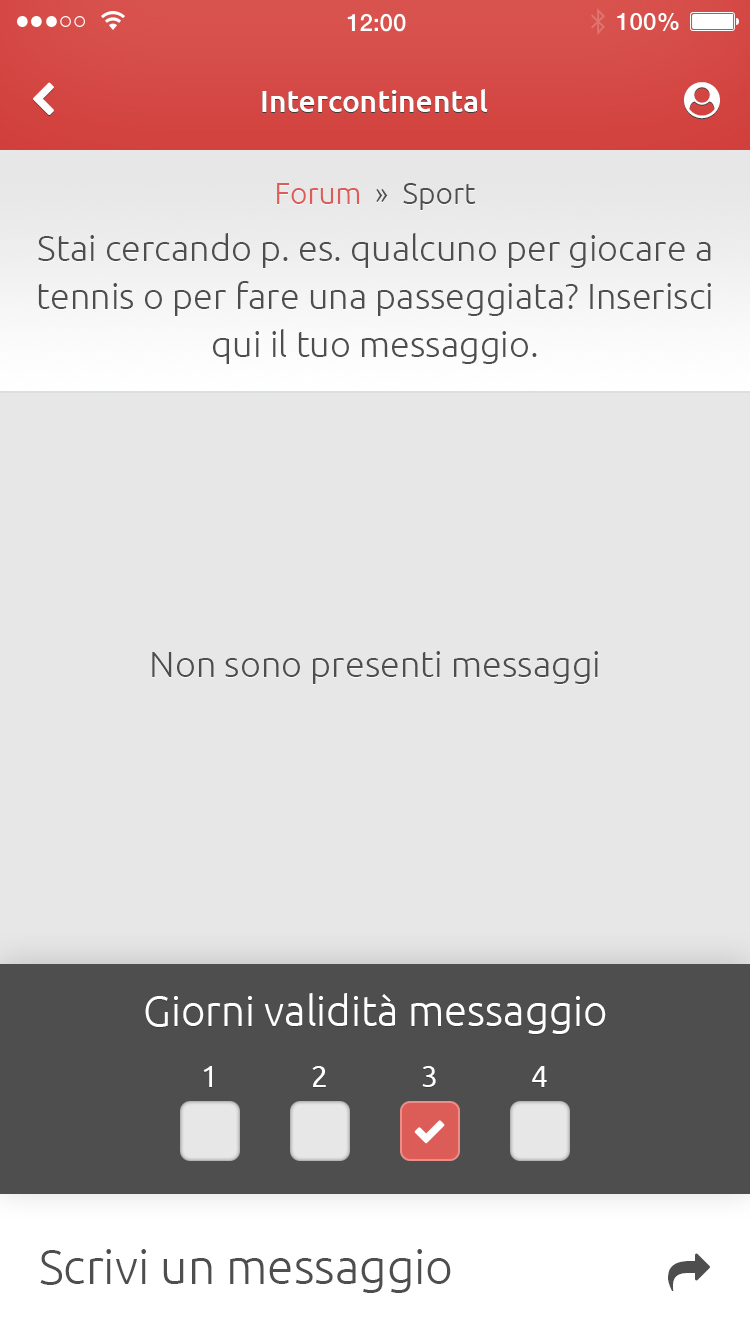 12:00 100%
Intercontinental
Forum » Sport
Stai cercando p. es. qualcuno per giocare a
tennis o per fare una passeggiata? Inserisci
qui il tuo messaggio.
Non sono presenti messaggi
Giorni validità messaggio
1 2 3 4
Scrivi un messaggio